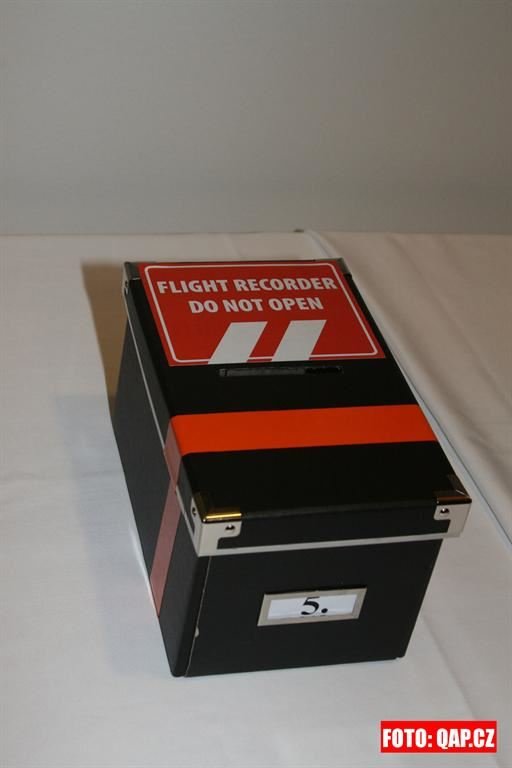 FLIGHT RECORDER
DO NOT OPEN
5.
FOTO: QAP.CZ